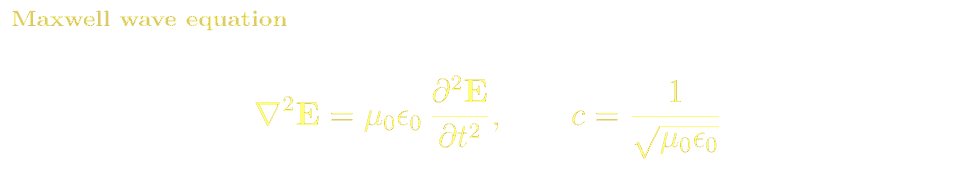 Maxwell wave equation
∇²𝐄 = μ₀ϵ₀ ∂²𝐄/∂t², c = 1/√(μ₀ϵ₀)